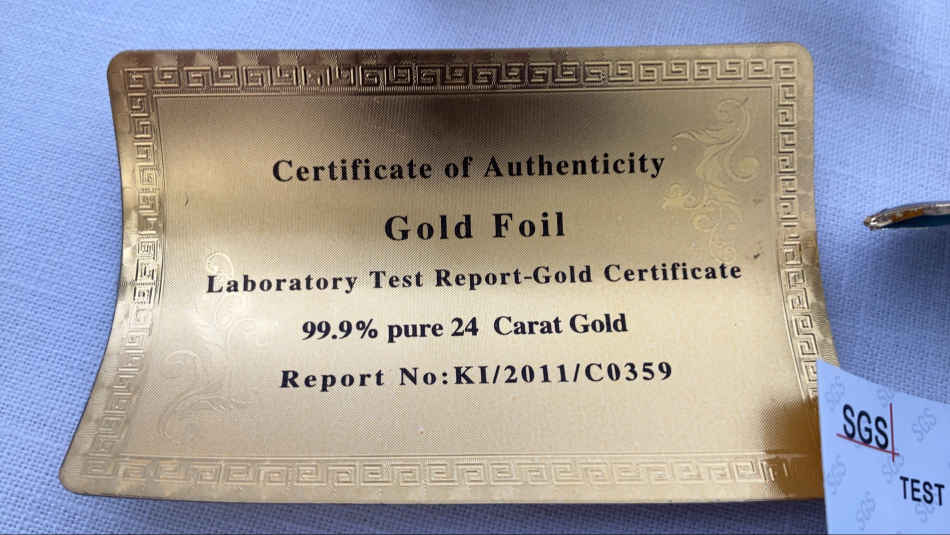 Certificate of Authenticity
Gold Foil
Laboratory Test Report-Gold Certificate
99.9% pure 24 Carat Gold
Report No:KI/2011/C0359
SGS
TEST